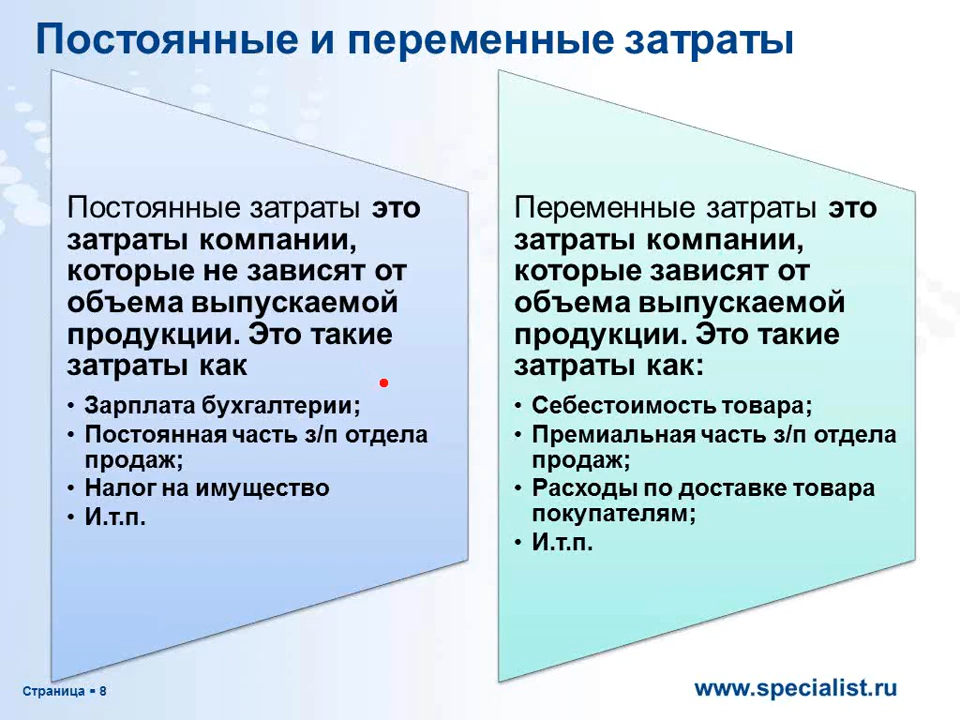 Постоянные и переменные затраты
Постоянные затраты это
затраты компании,
которые не зависят от
объема выпускаемой
продукции. Это такие
затраты как
• Зарплата бухгалтерии;
• Постоянная часть з/п отдела
продаж;
• Налог на имущество
• И.т.п.
Переменные затраты это
затраты компании,
которые зависят от
объема выпускаемой
продукции. Это такие
затраты как:
• Себестоимость товара;
• Премиальная часть з/п отдела
продаж;
• Расходы по доставке товара
покупателям;
• И.т.п.
Страница ▪ 8
www.specialist.ru